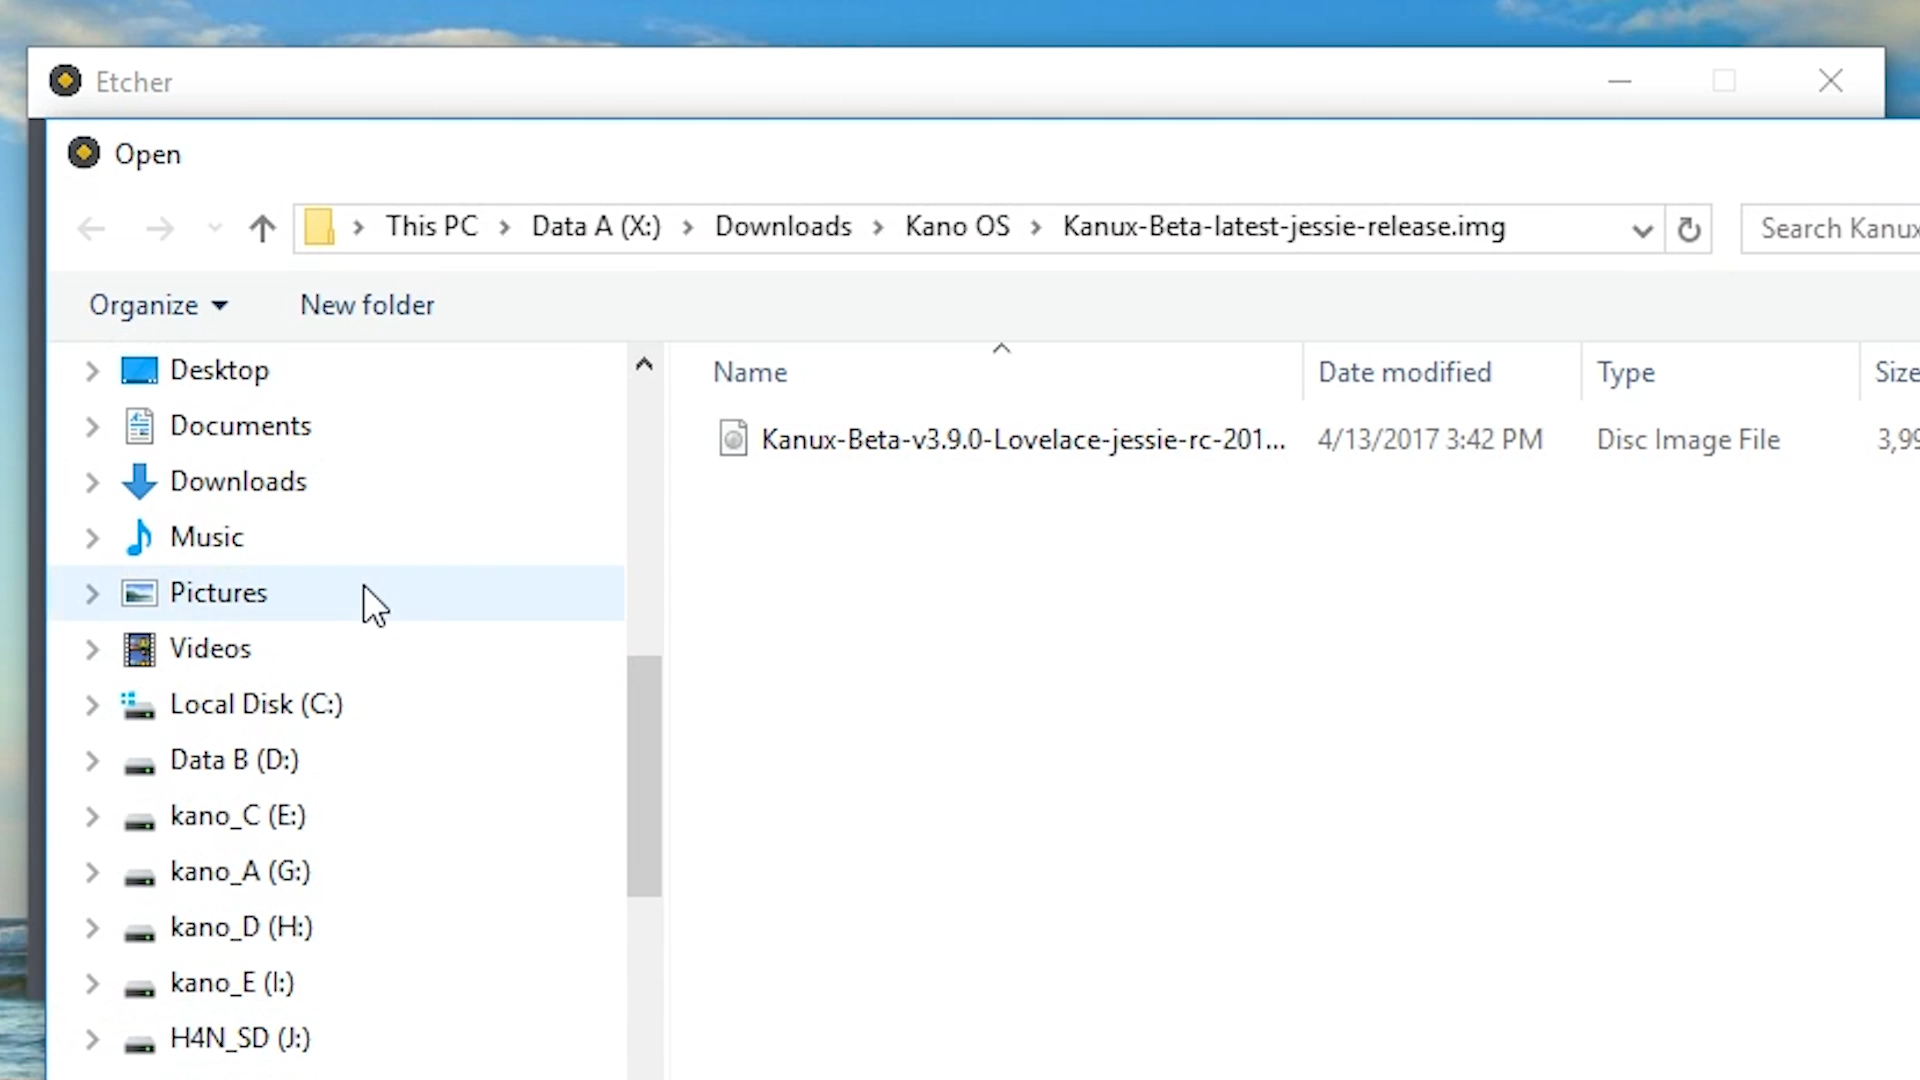 Etcher
Open
This PC > Data A (X:) > Downloads > Kano OS > Kanux-Beta-latest-jessie-release.img
Search Kanux
Organize
New folder
Desktop
Documents
Downloads
Music
Pictures
Videos
Local Disk (C:)
Data B (D:)
kano_C (E:)
kano_A (G:)
kano_D (H:)
kano_E (I:)
H4N_SD (J:)
Name Date modified Type Size
Kanux-Beta-v3.9.0-Lovelace-jessie-rc-201... 4/13/2017 3:42 PM Disc Image File 3,99